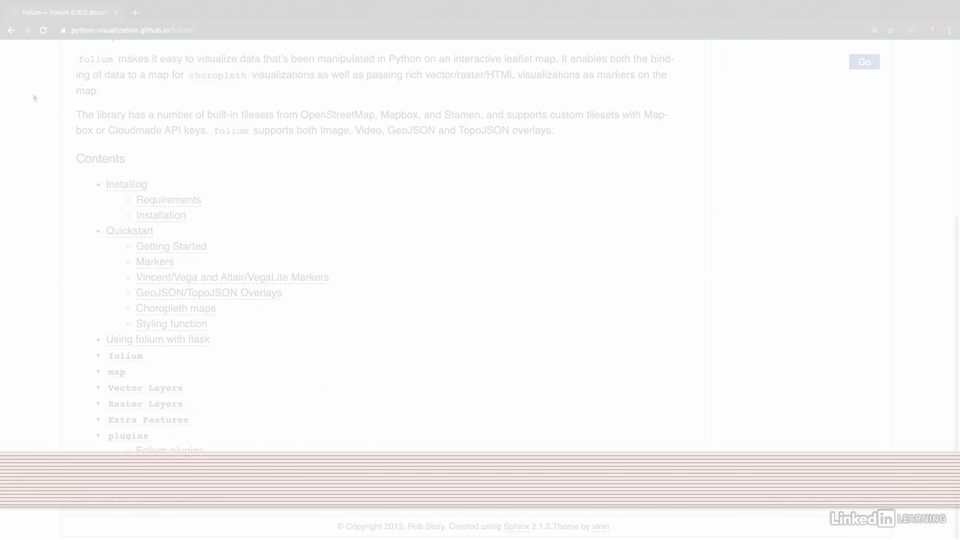 Folium — Folium 0.10.0 docum
python-visualization.github.io/folium/
folium makes it easy to visualize data that's been manipulated in Python on an interactive leaflet map. It enables both the bind-
ing of data to a map for choropleth visualizations as well as passing rich vector/raster/HTML visualizations as markers on the
map.
Go
The library has a number of built-in tilesets from OpenStreetMap, Mapbox, and Stamen, and supports custom tilesets with Map-
box or Cloudmade API keys. folium supports both Image, Video, GeoJSON and TopoJSON overlays.
Contents
Installing
Requirements
Installation
Quickstart
Getting Started
Markers
Vincent/Vega and Altair/VegaLite Markers
GeoJSON/TopoJSON Overlays
Choropleth maps
Styling function
Using folium with flask
folium
map
Vector Layers
Raster Layers
Extra Features
plugins
Folium plugins
© Copyright 2013, Rob Story. Created using Sphinx 2.1.2.Theme by vkvn
LinkedIn LEARNING